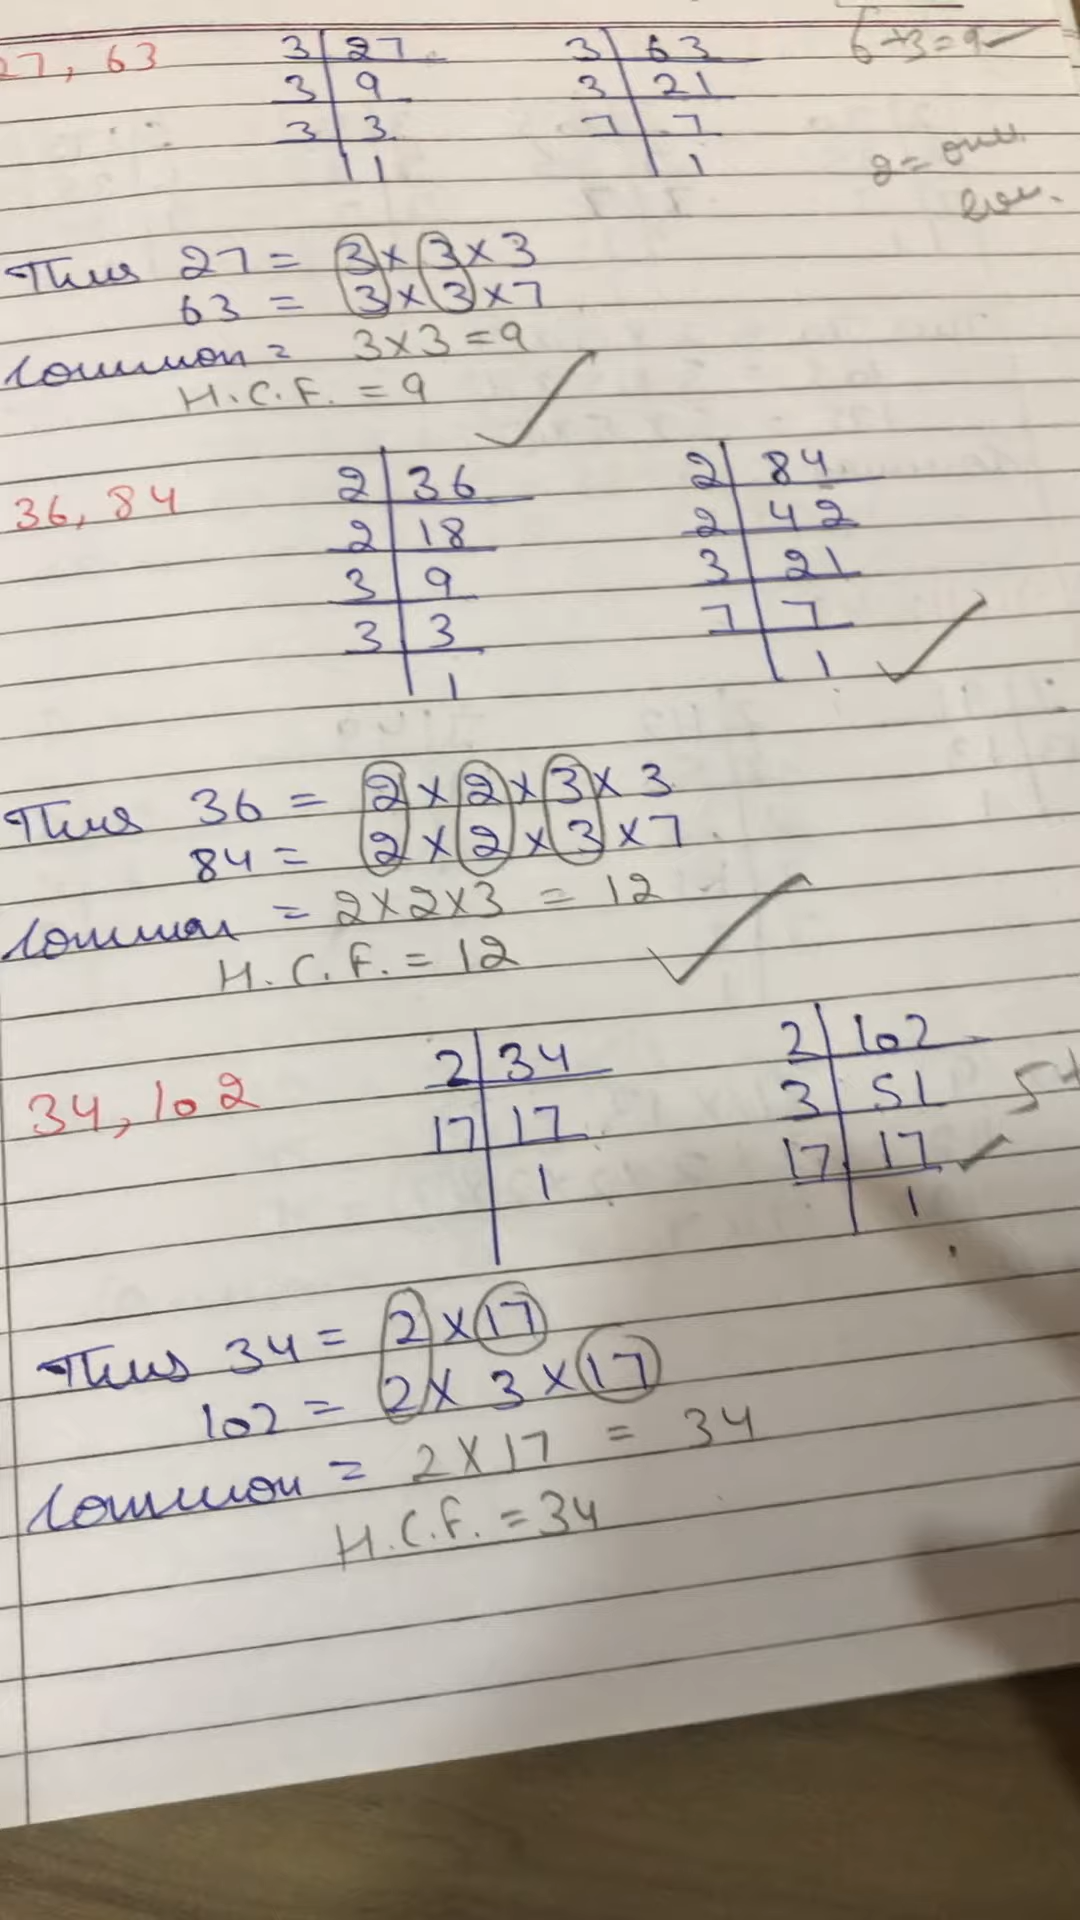 27, 63 3 | 27 3 | 63 6+3=9
3 | 9 3 | 21
3 | 3 7 | 7
1 1
2=
Thus 27 = 3 × 3 × 3
63 = 3 × 3 × 7
Common = 3 × 3 = 9
H.C.F. = 9
36, 84 2 | 36 2 | 84
2 | 18 2 | 42
3 | 9 3 | 21
3 | 3 7 | 7
1 1
Thus 36 = 2 × 2 × 3 × 3
84 = 2 × 2 × 3 × 7
Common = 2×2×3 = 12
H.C.F. = 12
34, 102 2 | 34 2 | 102
17 | 17 3 | 51
1 17 | 17
1
Thus 34 = 2 × 17
102 = 2 × 3 × 17
Common = 2 × 17 = 34
H.C.F. = 34